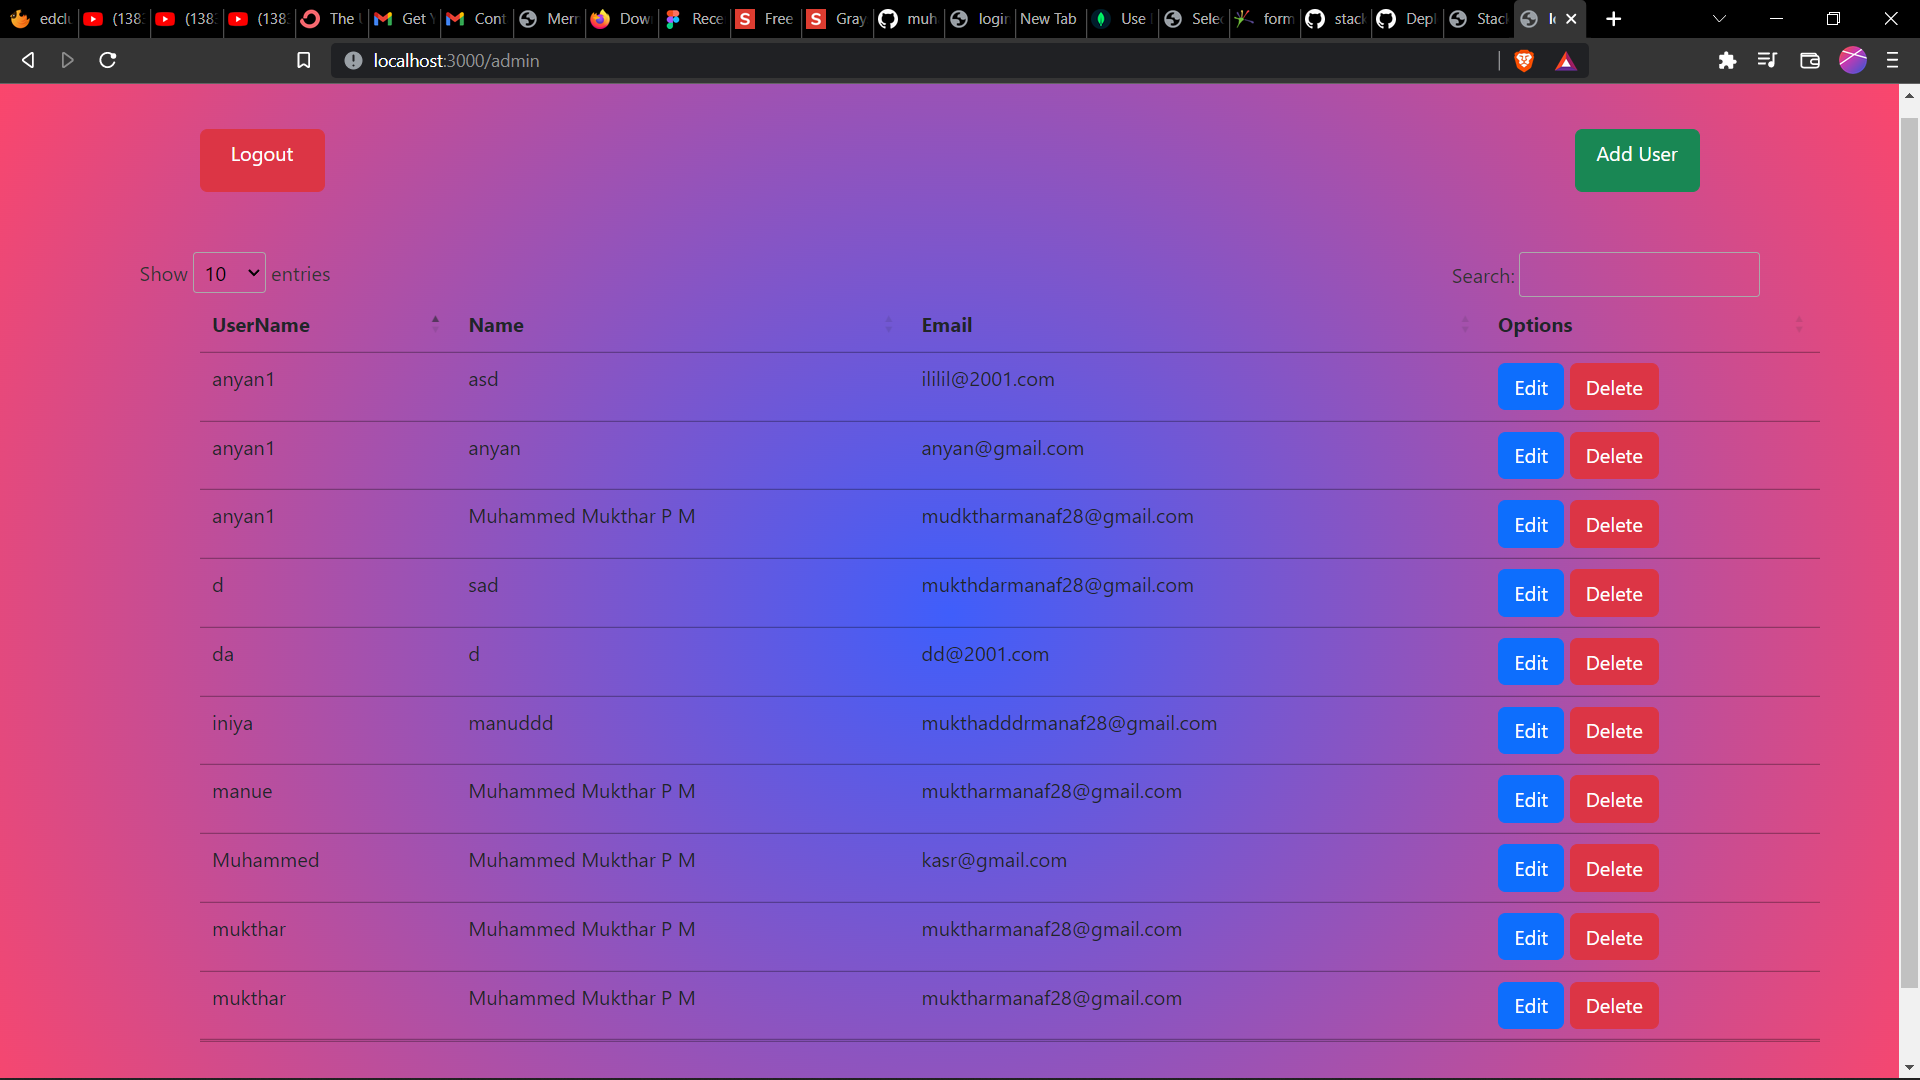 edclu (138 (138 (138 The Get Cont Mern Dow Rece Free Gray muh login New Tab Use Selec form stack Depl Stack
localhost:3000/admin
Logout Add User
Show 10 entries Search:
UserName Name Email Options
anyan1 asd ililil@2001.com Edit Delete
anyan1 anyan anyan@gmail.com Edit Delete
anyan1 Muhammed Mukthar P M mudktharmanaf28@gmail.com Edit Delete
d sad mukthdarmanaf28@gmail.com Edit Delete
da d dd@2001.com Edit Delete
iniya manuddd mukthadddrmanaf28@gmail.com Edit Delete
manue Muhammed Mukthar P M muktharmanaf28@gmail.com Edit Delete
Muhammed Muhammed Mukthar P M kasr@gmail.com Edit Delete
mukthar Muhammed Mukthar P M muktharmanaf28@gmail.com Edit Delete
mukthar Muhammed Mukthar P M muktharmanaf28@gmail.com Edit Delete